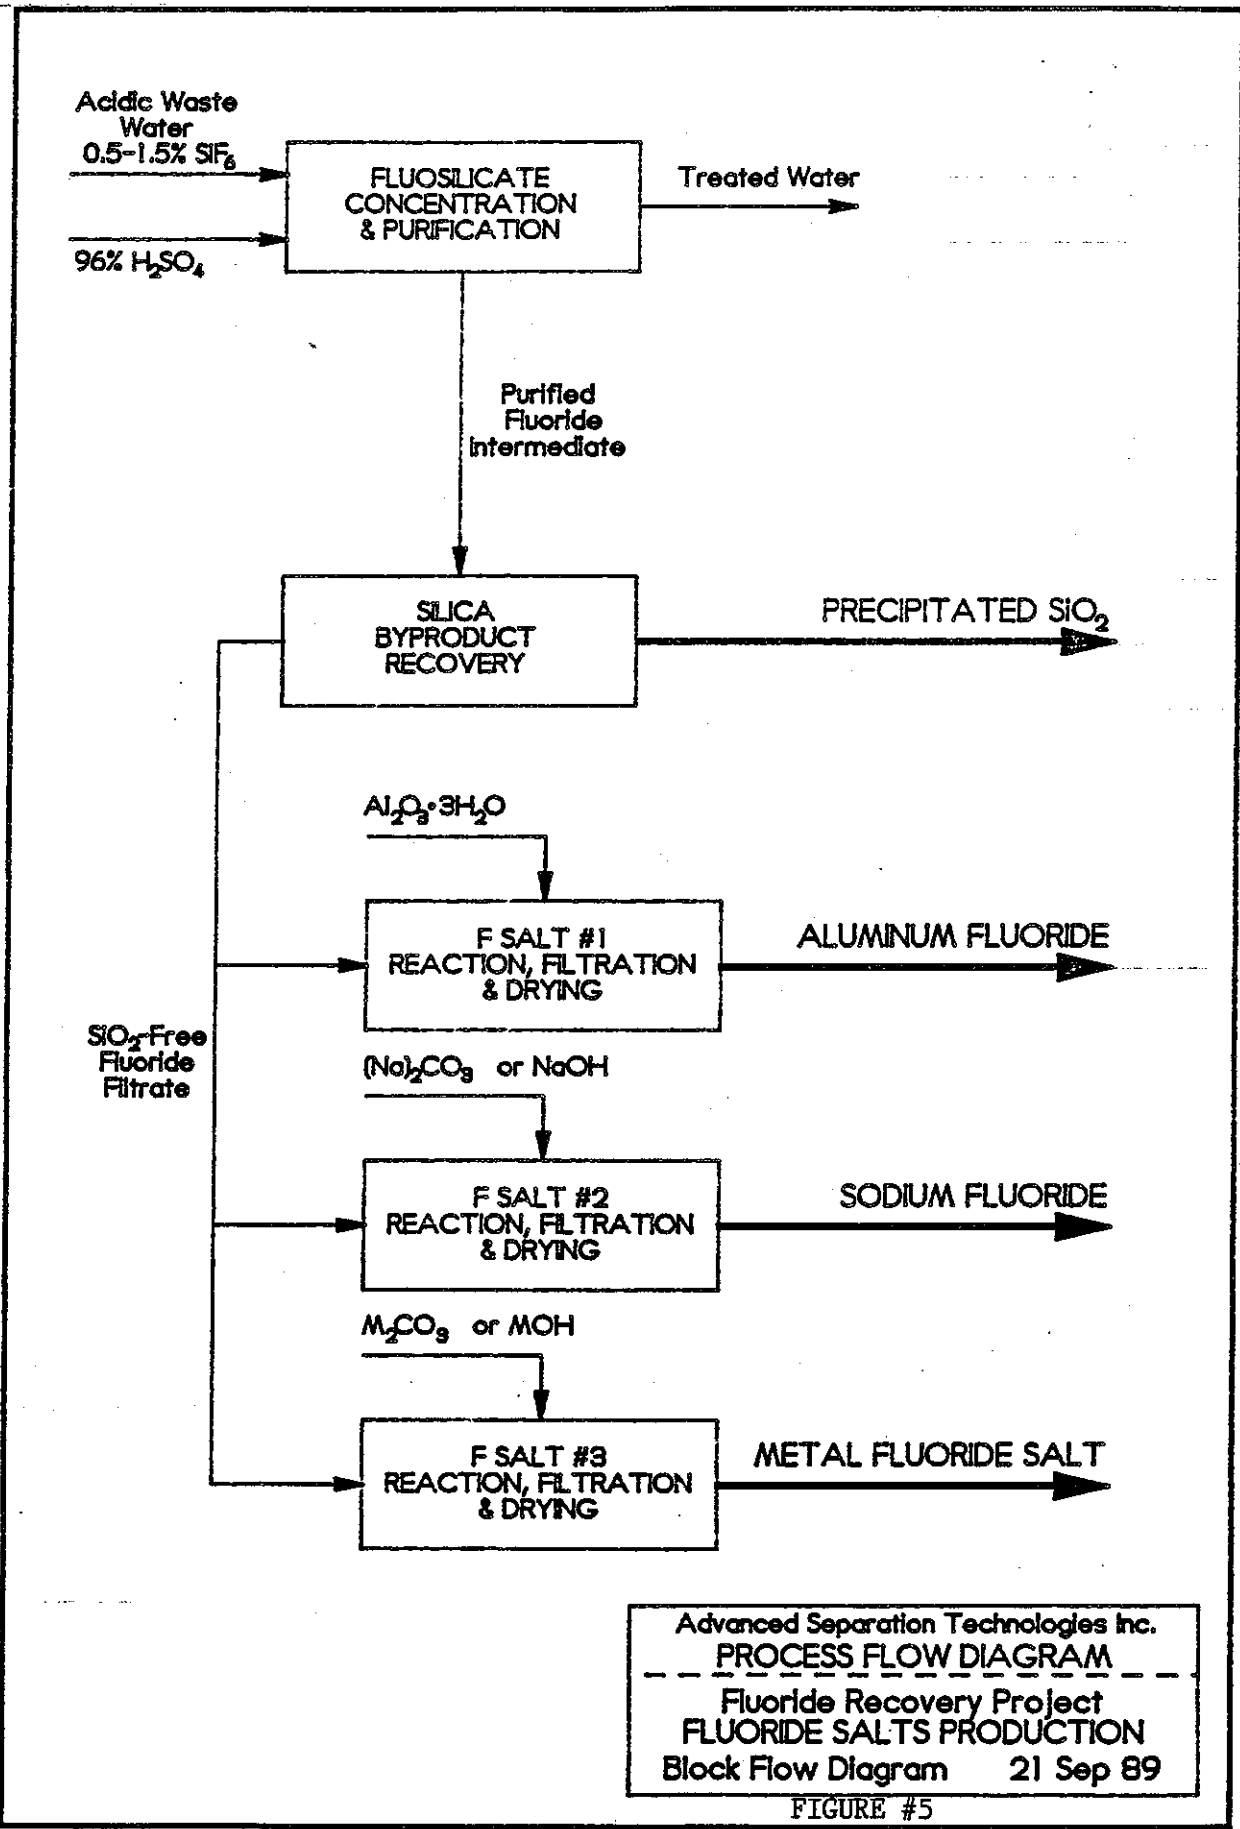 Acidic Waste
Water
0.5-1.5% SiF₆
96% H₂SO₄
FLUOSILICATE
CONCENTRATION
& PURIFICATION
Treated Water
Purified
Fluoride
Intermediate
SILICA
BYPRODUCT
RECOVERY
PRECIPITATED SiO₂
Al₂O₃•3H₂O
F SALT #1
REACTION, FILTRATION
& DRYING
ALUMINUM FLUORIDE
SiO₂-Free
Fluoride
Filtrate
(Na)₂CO₃ or NaOH
F SALT #2
REACTION, FILTRATION
& DRYING
SODIUM FLUORIDE
M₂CO₃ or MOH
F SALT #3
REACTION, FILTRATION
& DRYING
METAL FLUORIDE SALT
Advanced Separation Technologies Inc.
PROCESS FLOW DIAGRAM
Fluoride Recovery Project
FLUORIDE SALTS PRODUCTION
Block Flow Diagram 21 Sep 89
FIGURE #5